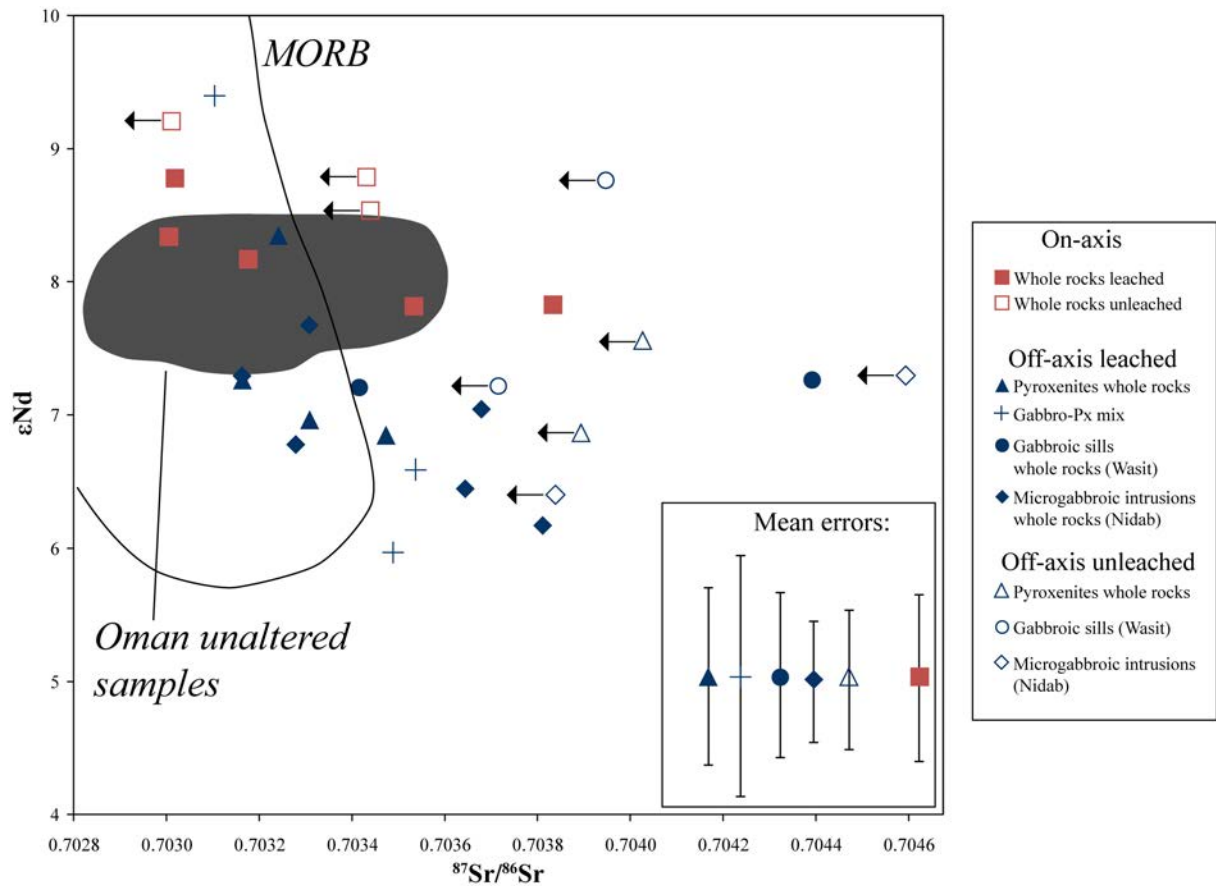 10
9
8
7
6
5
4
εNd
MORB
Oman unaltered
samples
Mean errors:
0.7028 0.7030 0.7032 0.7034 0.7036 0.7038 0.7040 0.7042 0.7044 0.7046
⁸⁷Sr/⁸⁶Sr
On-axis
Whole rocks leached
Whole rocks unleached
Off-axis leached
Pyroxenites whole rocks
Gabbro-Px mix
Gabbroic sills
whole rocks (Wasit)
Microgabbroic intrusions
whole rocks (Nidab)
Off-axis unleached
Pyroxenites whole rocks
Gabbroic sills (Wasit)
Microgabbroic intrusions
(Nidab)